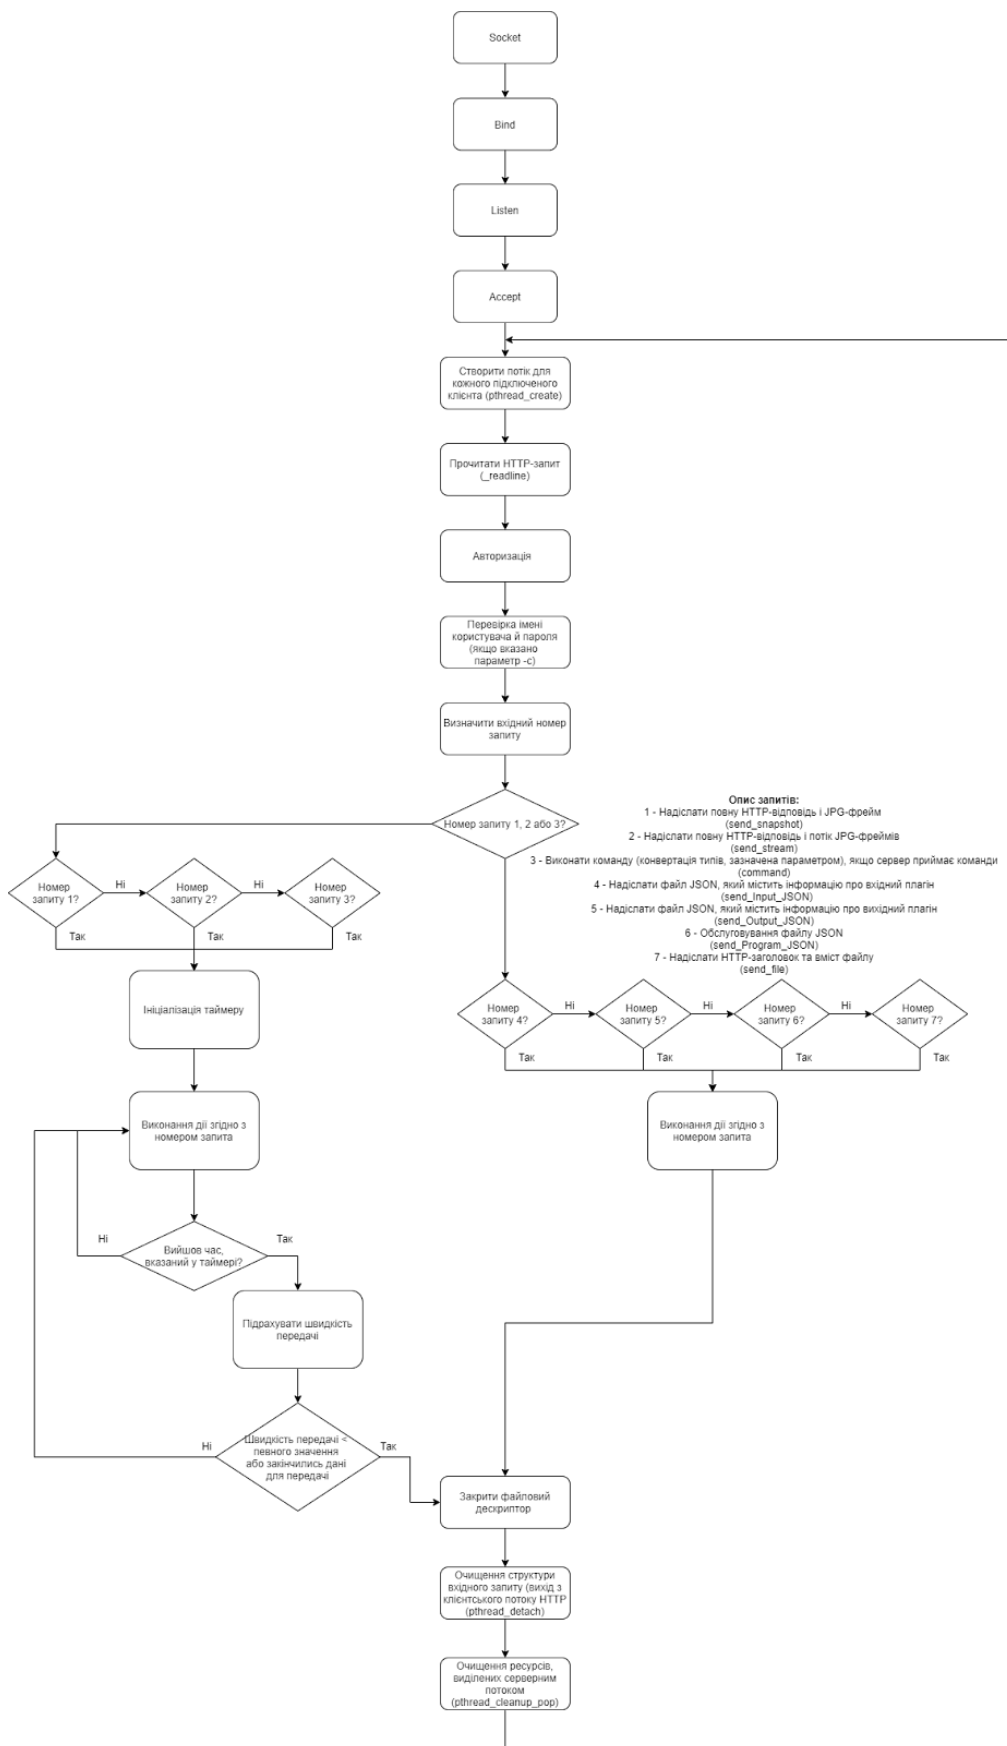 Socket
Bind
Listen
Accept
Створити потік для
кожного підключеного
клієнта (pthread_create)
Прочитати HTTP-запит
(_readline)
Авторизація
Перевірка імені
користувача й пароля
(якщо вказано
параметр -c)
Визначити вхідний номер
запиту
Номер запиту 1, 2 або 3?
Опис запитів:
1 - Надіслати повну HTTP-відповідь і JPG-фрейм
(send_snapshot)
2 - Надіслати повну HTTP-відповідь і потік JPG-фреймів
(send_stream)
3 - Виконати команду (конвертація типів, зазначена параметром), якщо сервер приймає команди
(command)
4 - Надіслати файл JSON, який містить інформацію про вхідний плагін
(send_Input_JSON)
5 - Надіслати файл JSON, який містить інформацію про вихідний плагін
(send_Output_JSON)
6 - Обслуговування файлу JSON
(send_Program_JSON)
7 - Надіслати HTTP-заголовок та вміст файлу
(send_file)
Номер
запиту 1?
Ні
Номер
запиту 2?
Ні
Номер
запиту 3?
Так
Так
Так
Ініціалізація таймеру
Номер
запиту 4?
Ні
Номер
запиту 5?
Ні
Номер
запиту 6?
Ні
Номер
запиту 7?
Так
Так
Так
Так
Виконання дії згідно з
номером запита
Виконання дії згідно з
номером запита
Ні
Вийшов час,
вказаний у таймері?
Так
Підрахувати швидкість
передачі
Ні
Швидкість передачі <
певного значення
або закінчились дані
для передачі
Так
Закрити файловий
дескриптор
Очищення структури
вхідного запиту (вихід з
клієнтського потоку HTTP
(pthread_detach)
Очищення ресурсів,
виділених серверним
потоком
(pthread_cleanup_pop)